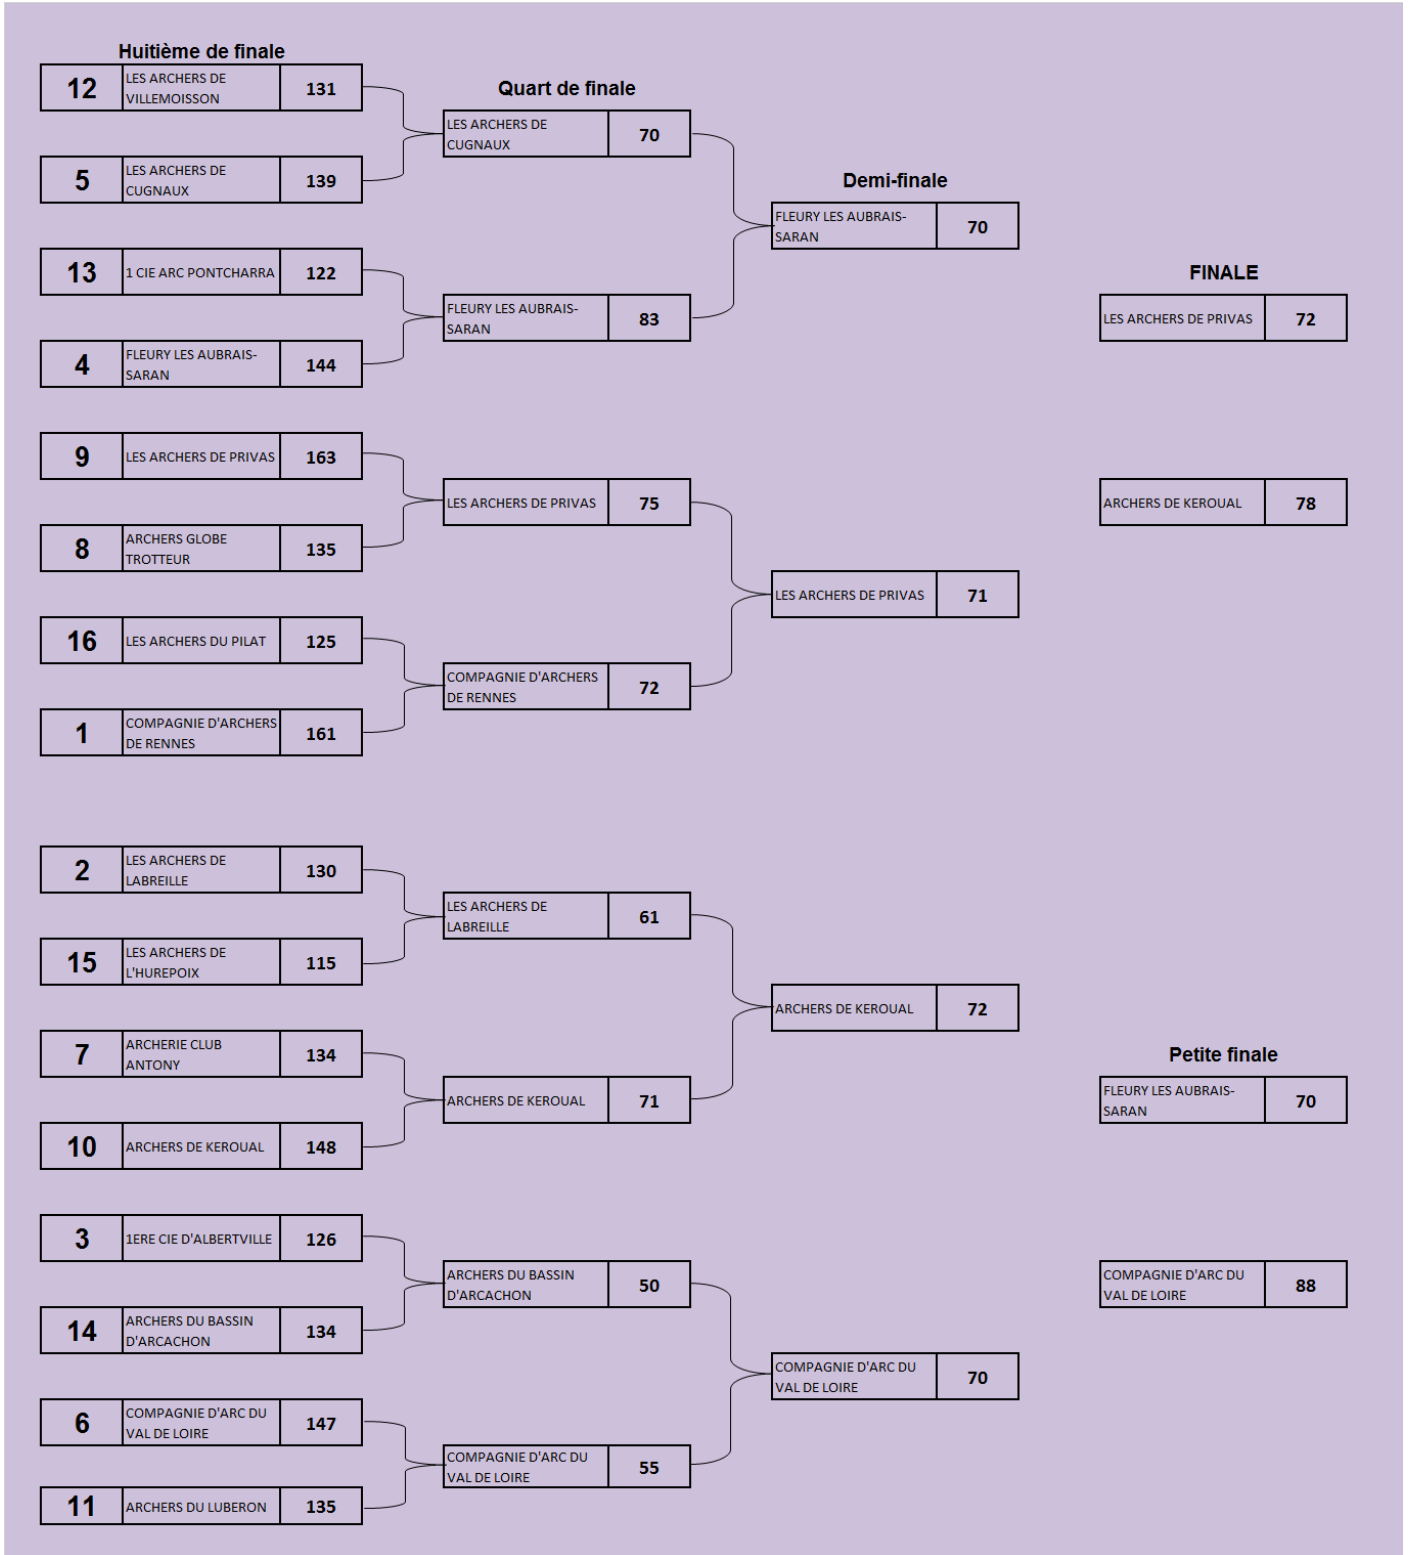 Huitième de finale
12 LES ARCHERS DE
VILLEMOISSON 131
5 LES ARCHERS DE
CUGNAUX 139
13 1 CIE ARC PONTCHARRA 122
4 FLEURY LES AUBRAIS-
SARAN 144
9 LES ARCHERS DE PRIVAS 163
8 ARCHERS GLOBE
TROTTEUR 135
16 LES ARCHERS DU PILAT 125
1 COMPAGNIE D'ARCHERS
DE RENNES 161
2 LES ARCHERS DE
LABREILLE 130
15 LES ARCHERS DE
L'HUREPOIX 115
7 ARCHERIE CLUB
ANTONY 134
10 ARCHERS DE KEROUAL 148
3 1ERE CIE D'ALBERTVILLE 126
14 ARCHERS DU BASSIN
D'ARCACHON 134
6 COMPAGNIE D'ARC DU
VAL DE LOIRE 147
11 ARCHERS DU LUBERON 135
Quart de finale
LES ARCHERS DE
CUGNAUX 70
FLEURY LES AUBRAIS-
SARAN 83
LES ARCHERS DE PRIVAS 75
COMPAGNIE D'ARCHERS
DE RENNES 72
LES ARCHERS DE
LABREILLE 61
ARCHERS DE KEROUAL 71
ARCHERS DU BASSIN
D'ARCACHON 50
COMPAGNIE D'ARC DU
VAL DE LOIRE 55
Demi-finale
FLEURY LES AUBRAIS-
SARAN 70
LES ARCHERS DE PRIVAS 71
ARCHERS DE KEROUAL 72
COMPAGNIE D'ARC DU
VAL DE LOIRE 70
FINALE
LES ARCHERS DE PRIVAS 72
ARCHERS DE KEROUAL 78
Petite finale
FLEURY LES AUBRAIS-
SARAN 70
COMPAGNIE D'ARC DU
VAL DE LOIRE 88